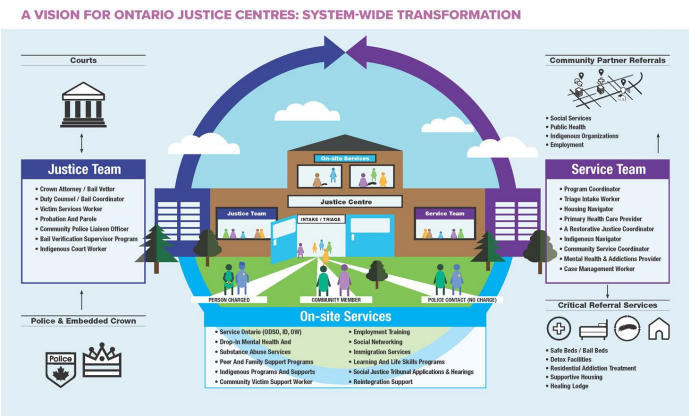 A VISION FOR ONTARIO JUSTICE CENTRES: SYSTEM-WIDE TRANSFORMATION
Courts
Justice Team
• Crown Attorney / Bail Vetter
• Duty Counsel / Bail Coordinator
• Victim Services Worker
• Probation And Parole
• Community Police Liaison Officer
• Bail Verification Supervisor Program
• Indigenous Court Worker
Police & Embedded Crown
Police
On-site Services
Justice Centre
Justice Team
INTAKE / TRIAGE
Service Team
PERSON CHARGED
COMMUNITY MEMBER
POLICE CONTACT (NO CHARGE)
On-site Services
• Service Ontario (ODSO, ID, OW)
• Drop-In Mental Health And
• Substance Abuse Services
• Peer And Family Support Programs
• Indigenous Programs And Supports
• Community Victim Support Worker
• Employment Training
• Social Networking
• Immigration Services
• Learning And Life Skills Programs
• Social Justice Tribunal Applications & Hearings
• Reintegration Support
Community Partner Referrals
• Social Services
• Public Health
• Indigenous Organizations
• Employment
Service Team
• Program Coordinator
• Triage Intake Worker
• Housing Navigator
• Primary Health Care Provider
• A Restorative Justice Coordinator
• Indigenous Navigator
• Community Service Coordinator
• Mental Health & Addictions Provider
• Case Management Worker
Critical Referral Services
• Safe Beds / Bail Beds
• Detox Facilities
• Residential Addiction Treatment
• Supportive Housing
• Healing Lodge